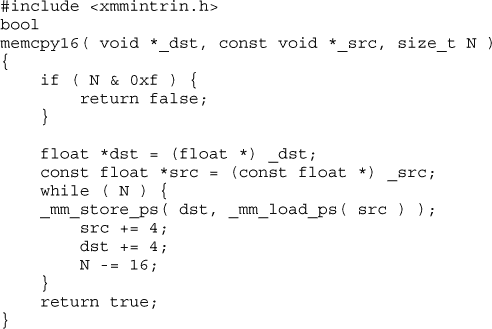 #include <xmmintrin.h>
bool
memcpy16( void *_dst, const void *_src, size_t N )
{
    if ( N & 0xf ) {
        return false;
    }

    float *dst = (float *) _dst;
    const float *src = (const float *) _src;
    while ( N ) {
    _mm_store_ps( dst, _mm_load_ps( src ) );
        src += 4;
        dst += 4;
        N -= 16;
    }
    return true;
}